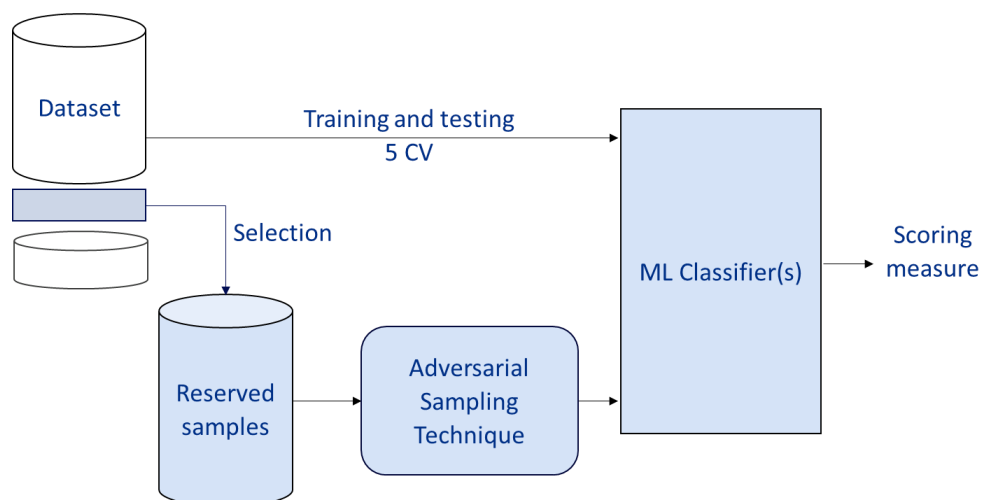 Dataset
Training and testing
5 CV
Selection
Scoring
measure
ML Classifier(s)
Adversarial
Sampling
Technique
Reserved
samples